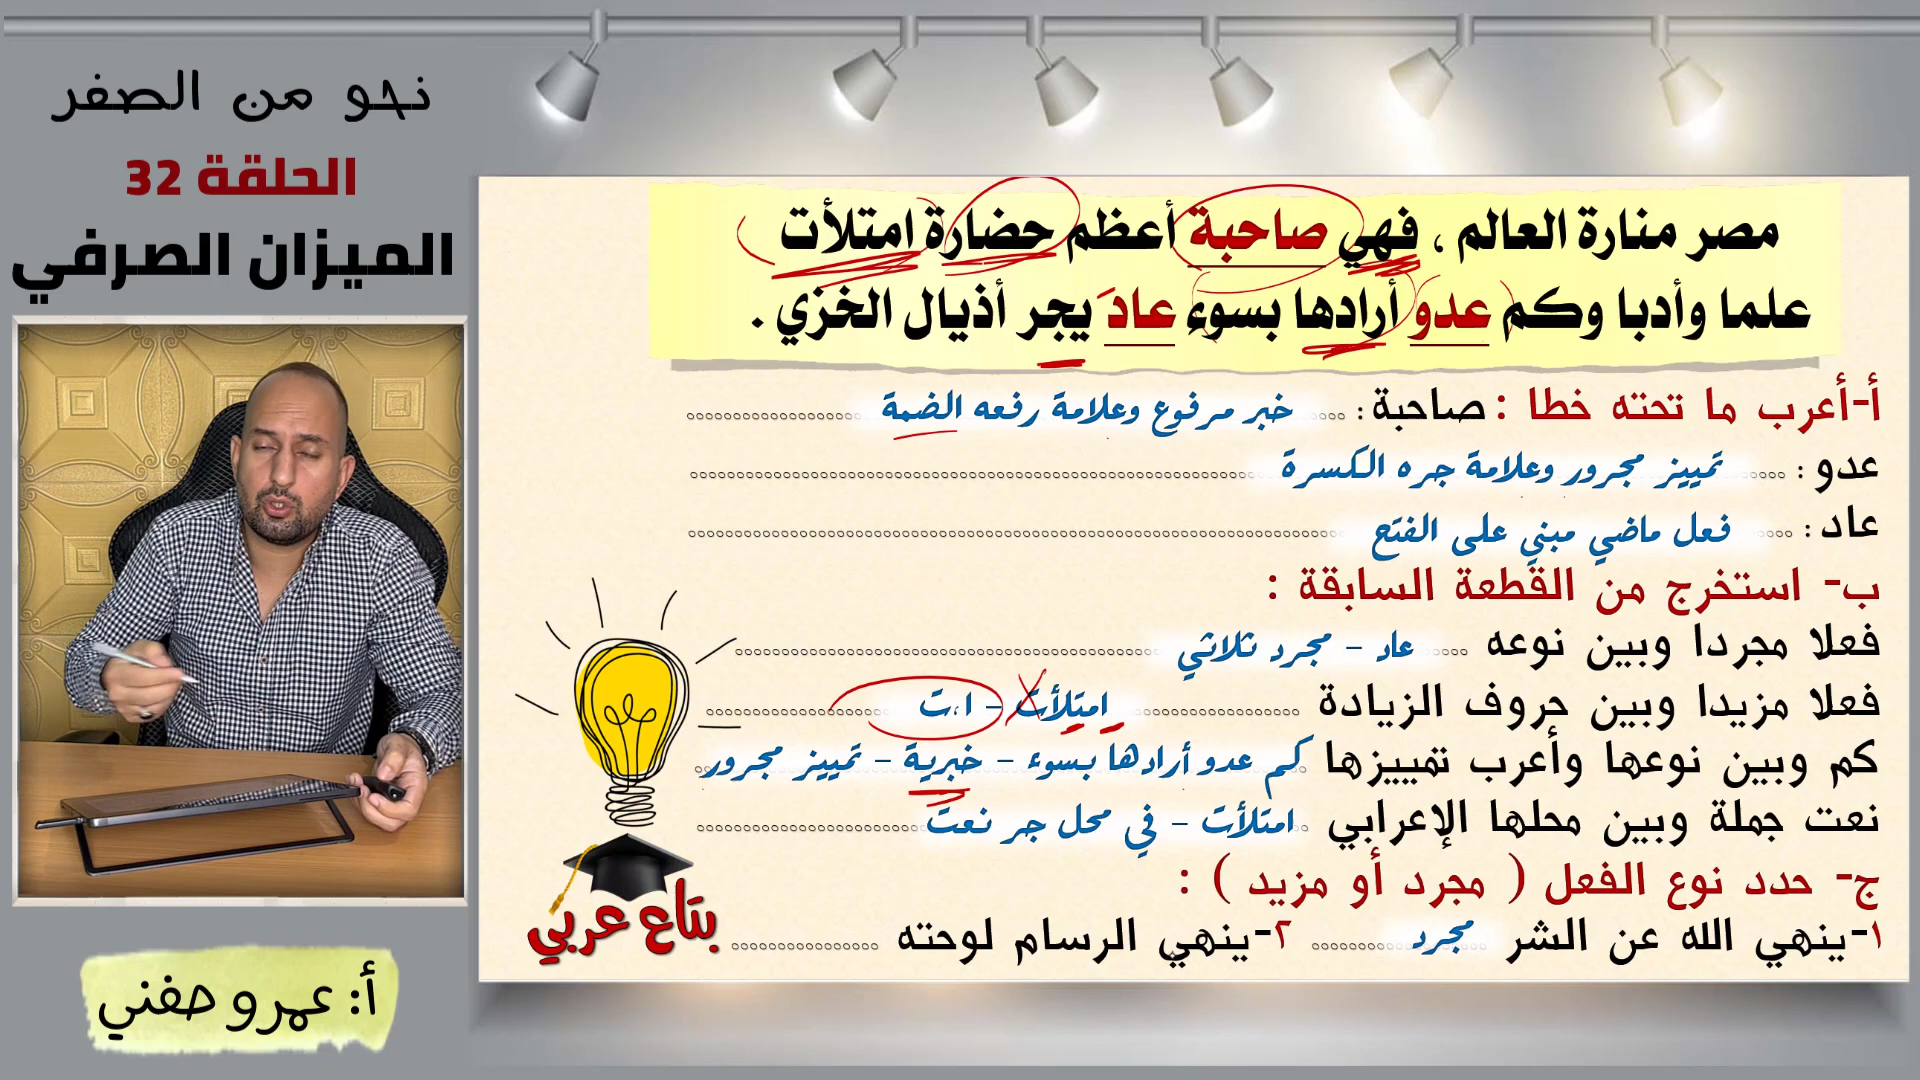 نحو من الصفر
الحلقة 32
الميزان الصرفي
مصر منارة العالم ، فهي صاحبة أعظم حضارة امتلأت
علما وأدبا وكم عدو أرادها بسوء عاد يجر أذيال الخزي .
أ-أعرب ما تحته خطا : صاحبة : خبر مرفوع وعلامة رفعه الضمة
عدو : تمييز مجرور وعلامة جره الكسرة
عاد : فعل ماضي مبني على الفتح
ب- استخرج من القطعة السابقة :
فعلا مجردا وبين نوعه عاد - مجرد ثلاثي
فعلا مزيدا وبين حروف الزيادة امتلأت - ا،ت
كم وبين نوعها وأعرب تمييزها كم عدو أرادها بسوء - خبرية - تمييز مجرور
نعت جملة وبين محلها الإعرابي امتلأت - في محل جر نعت
ج- حدد نوع الفعل ( مجرد أو مزيد ) :
١-ينهي الله عن الشر مجرد ٢-ينهي الرسام لوحته
بتاع عربي
أ: عمرو حفني